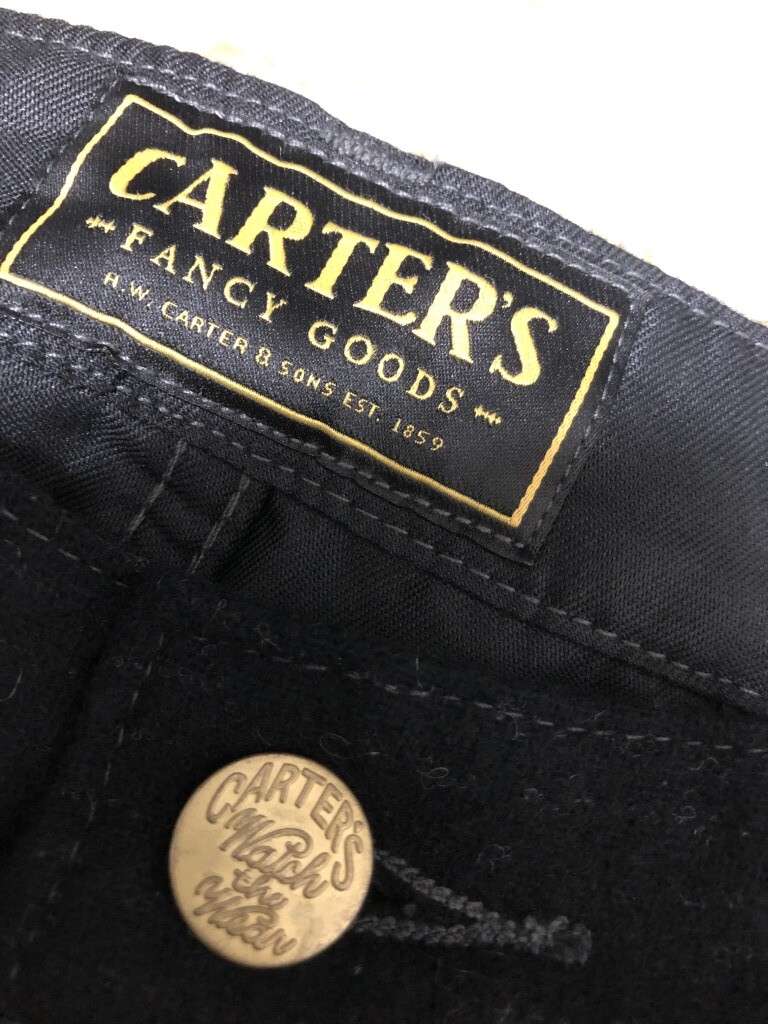 CARTER'S
FANCY GOODS
H.W. CARTER & SONS EST. 1859
CARTER'S
Watch
the
Wear